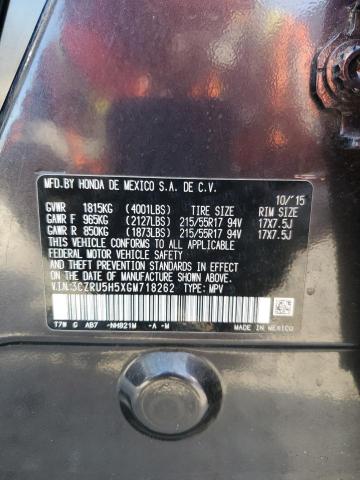 MFD. BY HONDA DE MEXICO S.A. DE C.V.
10/'15
GVWR 1815KG (4001LBS) TIRE SIZE RIM SIZE
GAWR F 965KG (2127LBS) 215/55R17 94V 17X7.5J
GAWR R 850KG (1873LBS) 215/55R17 94V 17X7.5J
THIS VEHICLE CONFORMS TO ALL APPLICABLE
FEDERAL MOTOR VEHICLE SAFETY AND THEFT PREVENTION
STANDARDS IN EFFECT ON THE DATE OF MANUFACTURE
SHOWN ABOVE.
V.I.N:3CZRU5H5XGM718262 TYPE: MPV
T7W G AB7 -NH821M -A -M
MADE IN MEXICO